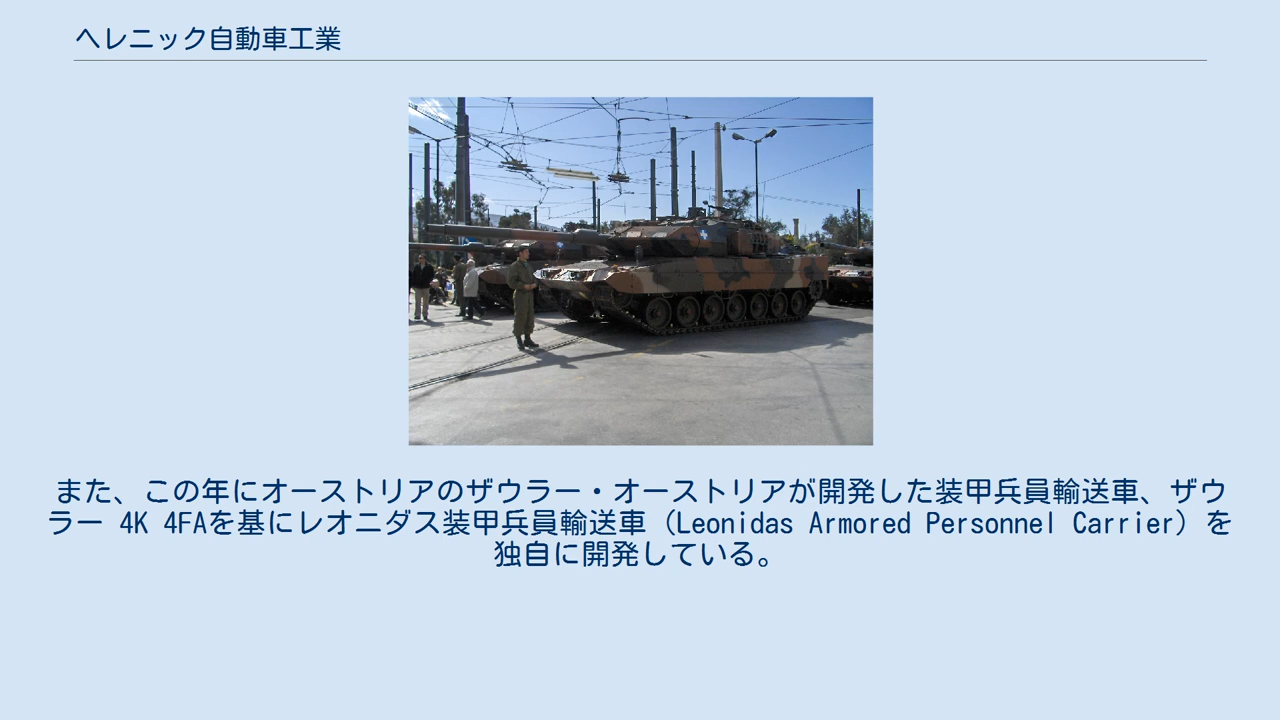 ヘレニック自動車工業
また、この年にオーストリアのザウラー・オーストリアが開発した装甲兵員輸送車、ザウ
ラー 4K 4FAを基にレオニダス装甲兵員輸送車（Leonidas Armored Personnel Carrier）を
独自に開発している。